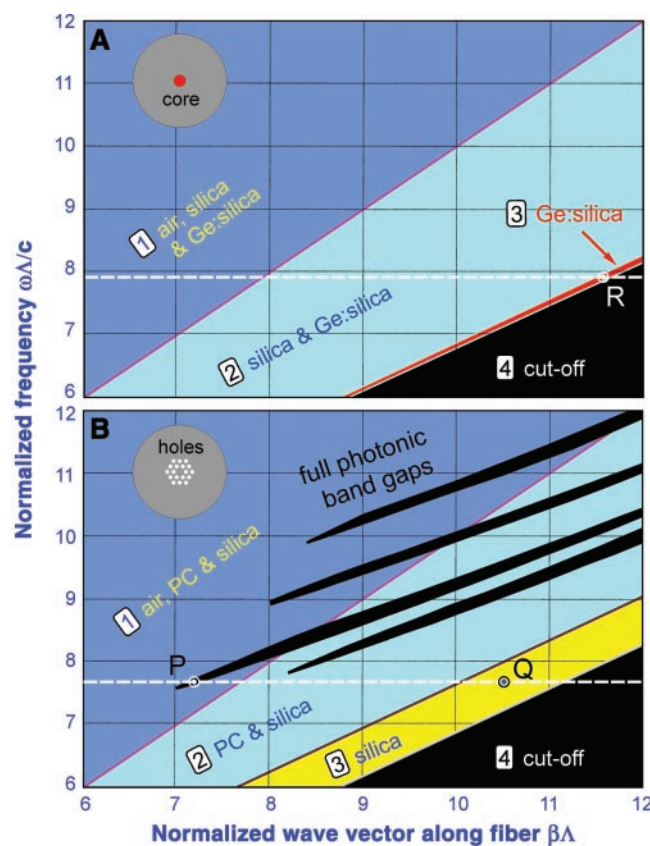 Normalized frequency ωΛ/c
12
11
10
9
8
7
6
A
core
1 air, silica
& Ge:silica
3 Ge:silica
R
2 silica & Ge:silica
4 cut-off
12
11
10
9
8
7
6
B
holes
full photonic
band gaps
1 air, PC & silica
P
Q
2 PC & silica
3 silica
4 cut-off
6 7 8 9 10 11 12
Normalized wave vector along fiber βΛ